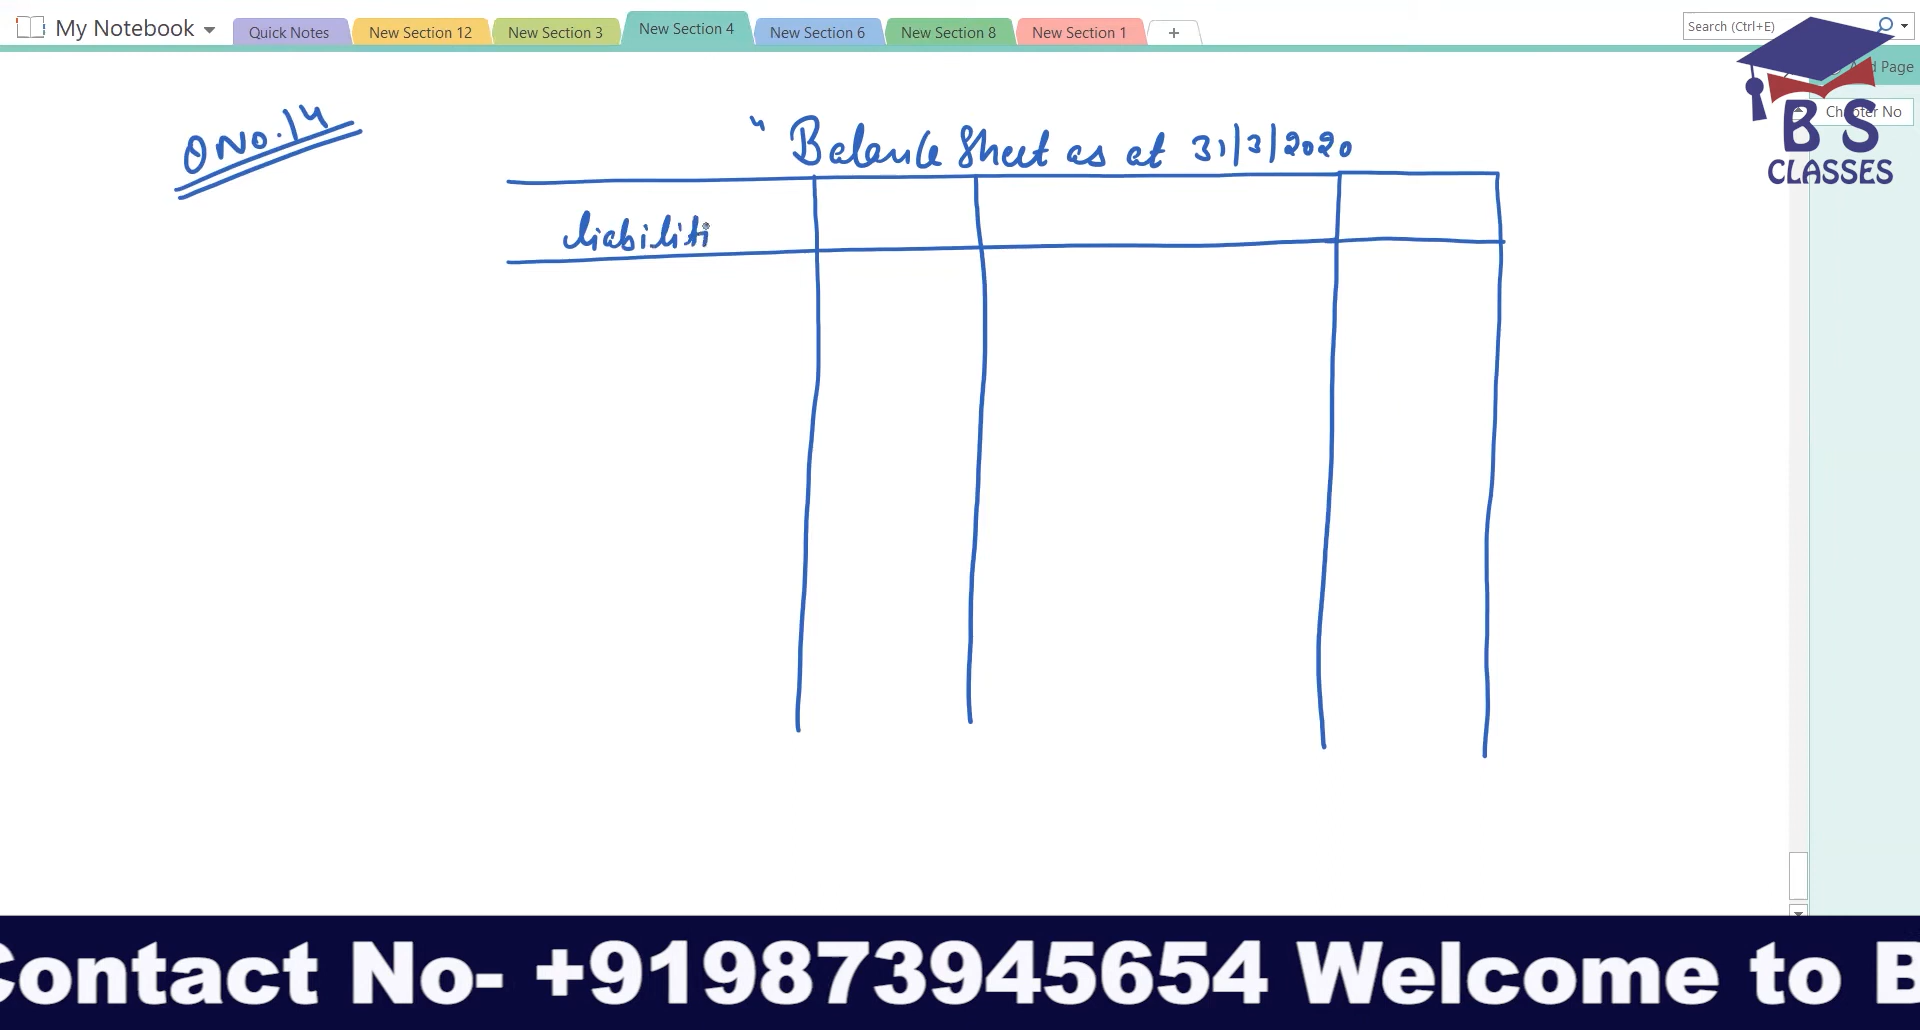 My Notebook
Quick Notes
New Section 12
New Section 3
New Section 4
New Section 6
New Section 8
New Section 1
+
Search (Ctrl+E)
d Page
No
B S
CLASSES
Q No. 14
" Balance Sheet as at 31/3/2020
liabiliti
Contact No- +919873945654 Welcome to B